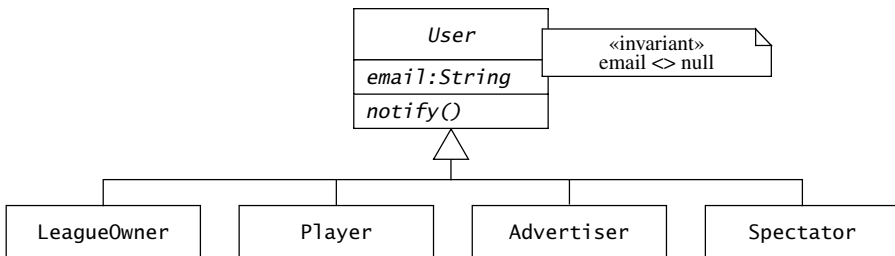 User
«invariant»
email <> null
email:String
notify()
LeagueOwner
Player
Advertiser
Spectator